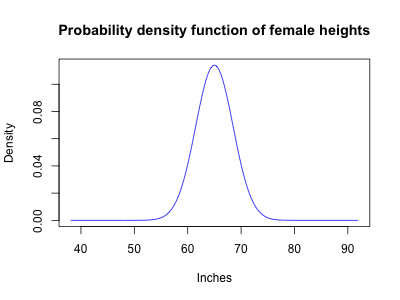 Probability density function of female heights
Density
0.00
0.04
0.08
40 50 60 70 80 90
Inches